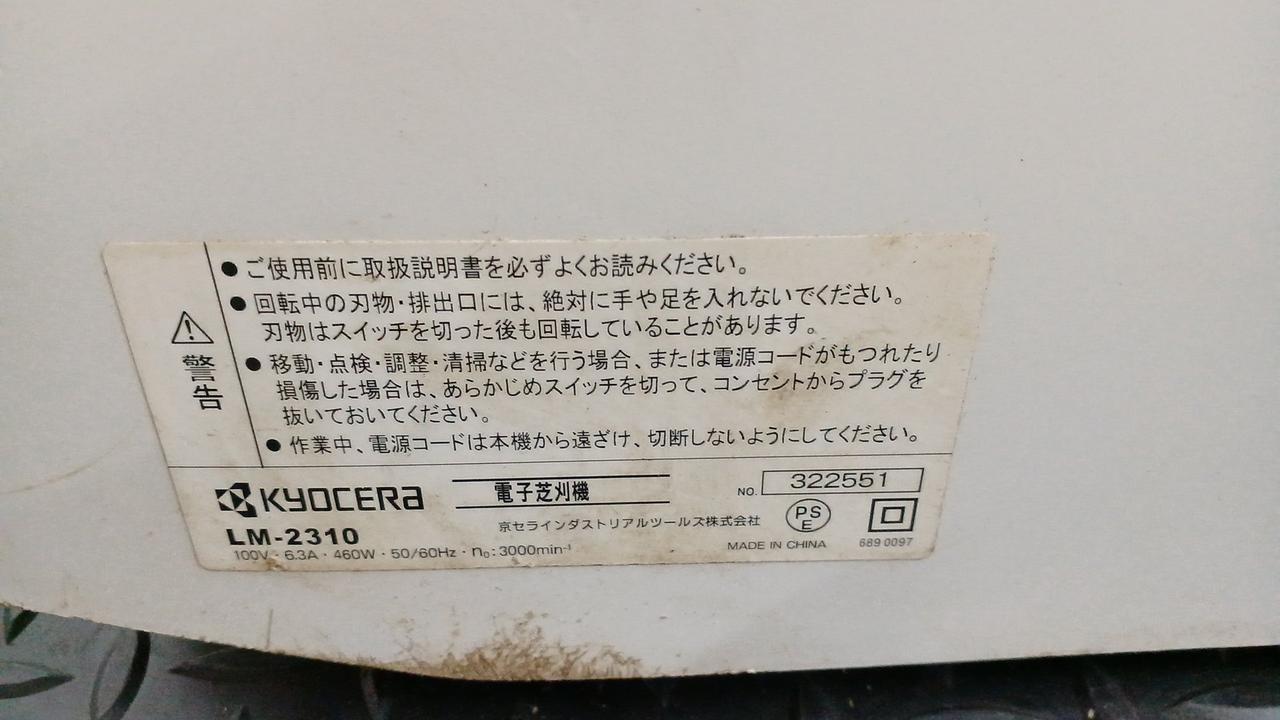 警告
●ご使用前に取扱説明書を必ずよくお読みください。
●回転中の刃物・排出口には、絶対に手や足を入れないでください。
刃物はスイッチを切った後も回転していることがあります。
●移動・点検・調整・清掃などを行う場合、または電源コードがもつれたり
損傷した場合は、あらかじめスイッチを切って、コンセントからプラグを
抜いておいてください。
●作業中、電源コードは本機から遠ざけ、切断しないようにしてください。
KYOCERA
電子芝刈機
NO. 322551
LM-2310
京セラインダストリアルツールズ株式会社
PSE
100V・6.3A・460W・50/60Hz・n₀:3000min⁻¹
MADE IN CHINA
689 0097